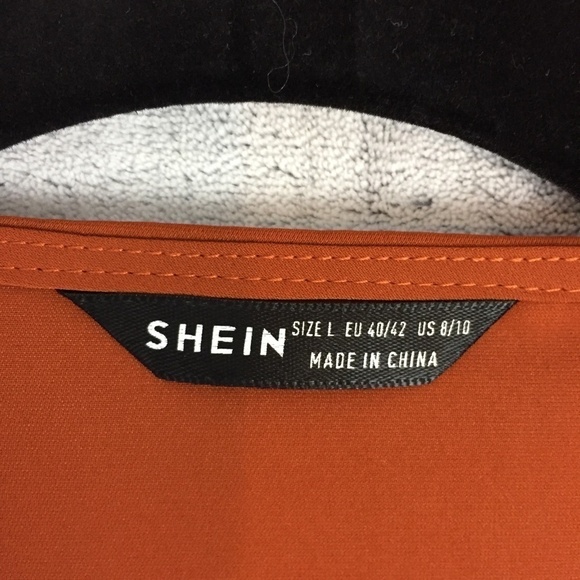 SHEIN SIZE L EU 40/42 US 8/10
MADE IN CHINA